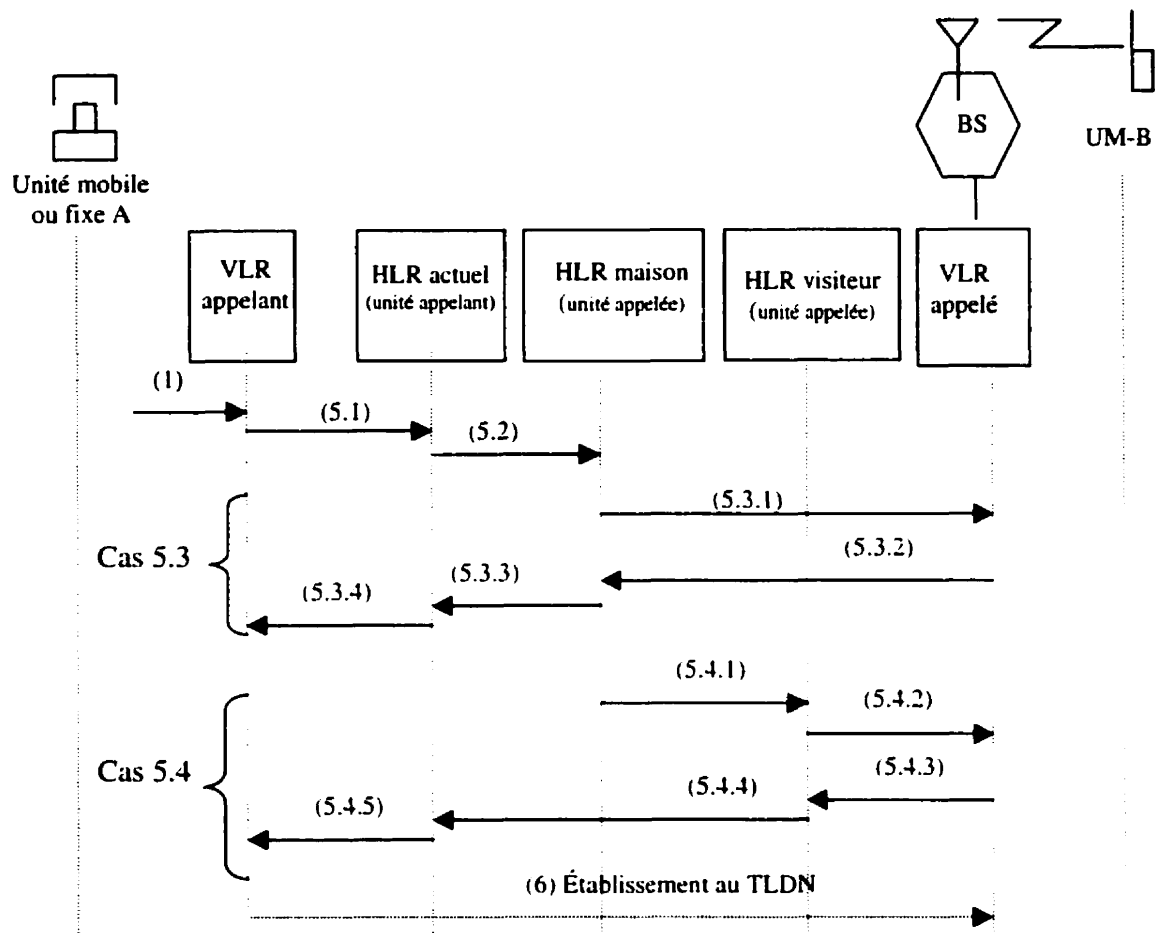 BS
UM-B
Unité mobile
ou fixe A
VLR
appelant
HLR actuel
(unité appelant)
HLR maison
(unité appelée)
HLR visiteur
(unité appelée)
VLR
appelé
(1)
(5.1)
(5.2)
Cas 5.3
(5.3.1)
(5.3.2)
(5.3.3)
(5.3.4)
Cas 5.4
(5.4.1)
(5.4.2)
(5.4.3)
(5.4.4)
(5.4.5)
(6) Établissement au TLDN